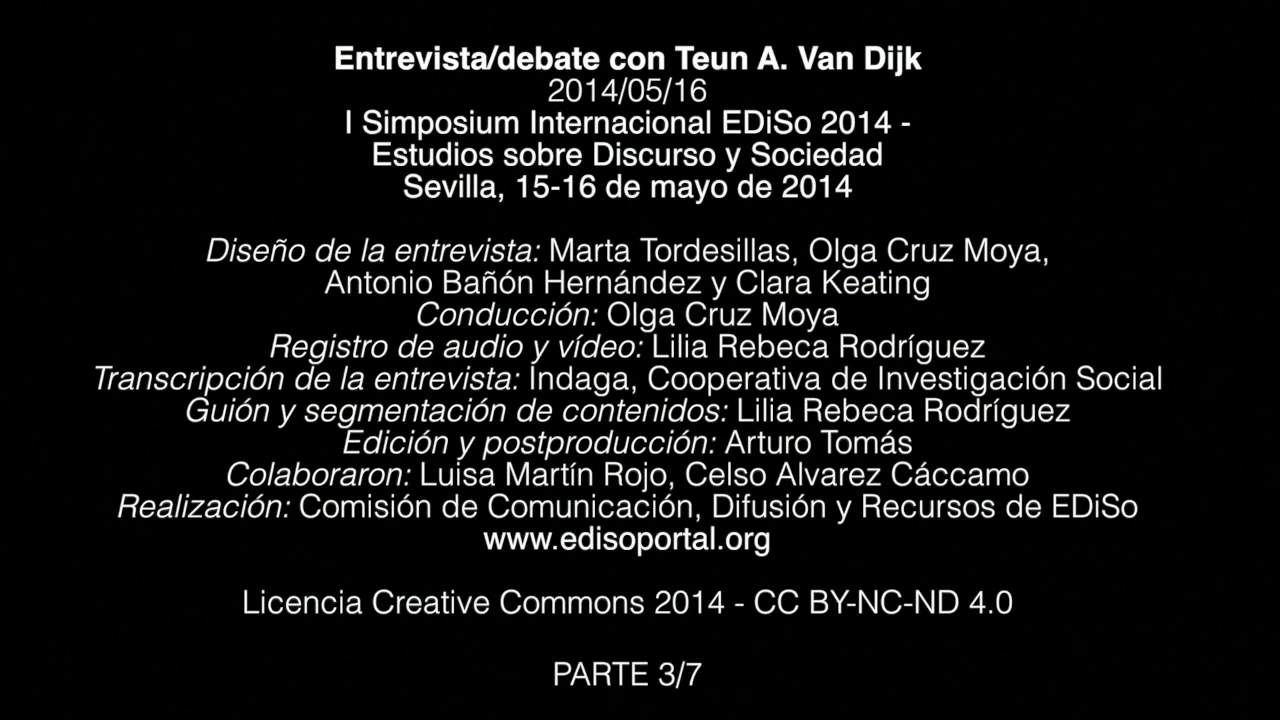 Entrevista/debate con Teun A. Van Dijk
2014/05/16
I Simposium Internacional EDiSo 2014 -
Estudios sobre Discurso y Sociedad
Sevilla, 15-16 de mayo de 2014
Diseño de la entrevista: Marta Tordesillas, Olga Cruz Moya,
Antonio Bañón Hernández y Clara Keating
Conducción: Olga Cruz Moya
Registro de audio y vídeo: Lilia Rebeca Rodríguez
Transcripción de la entrevista: Indaga, Cooperativa de Investigación Social
Guión y segmentación de contenidos: Lilia Rebeca Rodríguez
Edición y postproducción: Arturo Tomás
Colaboraron: Luisa Martín Rojo, Celso Alvarez Cáccamo
Realización: Comisión de Comunicación, Difusión y Recursos de EDiSo
www.edisoportal.org
Licencia Creative Commons 2014 - CC BY-NC-ND 4.0
PARTE 3/7